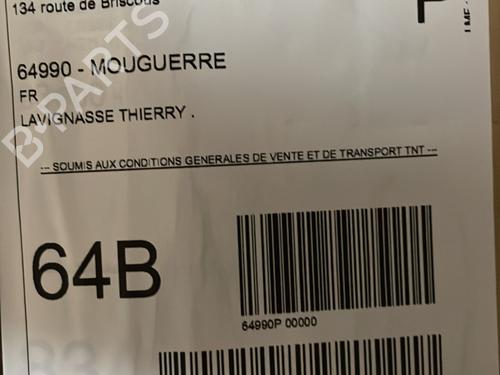 134 route de Briscous
64990 - MOUGUERRE
FR
LAVIGNASSE THIERRY .
--- SOUMIS AUX CONDITIONS GENERALES DE VENTE ET DE TRANSPORT TNT ---
64B
64990P 00000
B-PARTS